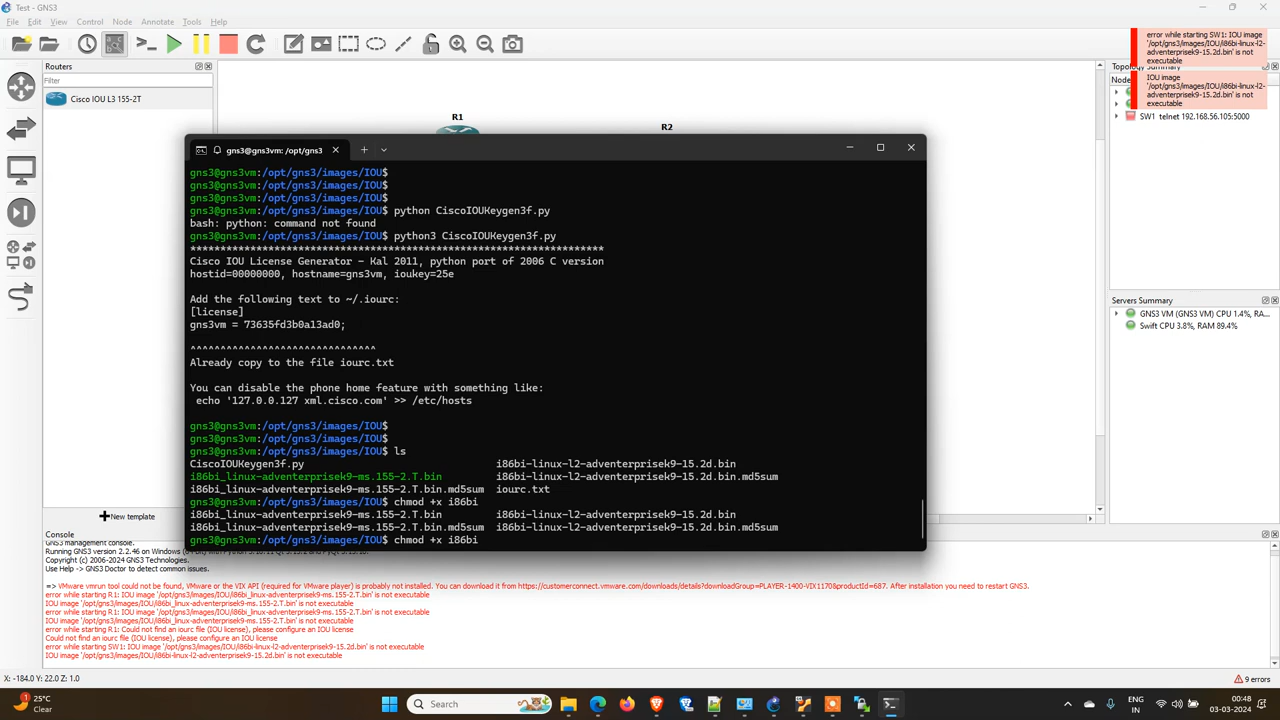 Test - GNS3
File Edit View Control Node Annotate Tools Help
Routers
Filter
Cisco IOU L3 155-2T
New template
R1
R2
Topology Summary
Node
SW1 telnet 192.168.56.105:5000
error while starting SW1: IOU image
'/opt/gns3/images/IOU/i86bi-linux-l2-
adventerprisek9-15.2d.bin' is not
executable
IOU image
'/opt/gns3/images/IOU/i86bi-linux-l2-
adventerprisek9-15.2d.bin' is not
executable
Servers Summary
GNS3 VM (GNS3 VM) CPU 1.4%, RA...
Swift CPU 3.8%, RAM 89.4%
gns3@gns3vm: /opt/gns3
gns3@gns3vm:/opt/gns3/images/IOU$
gns3@gns3vm:/opt/gns3/images/IOU$
gns3@gns3vm:/opt/gns3/images/IOU$
gns3@gns3vm:/opt/gns3/images/IOU$ python CiscoIOUKeygen3f.py
bash: python: command not found
gns3@gns3vm:/opt/gns3/images/IOU$ python3 CiscoIOUKeygen3f.py
*********************************************************************
Cisco IOU License Generator - Kal 2011, python port of 2006 C version
hostid=00000000, hostname=gns3vm, ioukey=25e
Add the following text to ~/.iourc:
[license]
gns3vm = 73635fd3b0a13ad0;
^^^^^^^^^^^^^^^^^^^^^^^^^^^^^^^
Already copy to the file iourc.txt
You can disable the phone home feature with something like:
echo '127.0.0.127 xml.cisco.com' >> /etc/hosts
gns3@gns3vm:/opt/gns3/images/IOU$
gns3@gns3vm:/opt/gns3/images/IOU$
gns3@gns3vm:/opt/gns3/images/IOU$ ls
CiscoIOUKeygen3f.py i86bi-linux-l2-adventerprisek9-15.2d.bin
i86bi_linux-adventerprisek9-ms.155-2.T.bin i86bi-linux-l2-adventerprisek9-15.2d.bin.md5sum
i86bi_linux-adventerprisek9-ms.155-2.T.bin.md5sum iourc.txt
gns3@gns3vm:/opt/gns3/images/IOU$ chmod +x i86bi
i86bi_linux-adventerprisek9-ms.155-2.T.bin i86bi-linux-l2-adventerprisek9-15.2d.bin
i86bi_linux-adventerprisek9-ms.155-2.T.bin.md5sum i86bi-linux-l2-adventerprisek9-15.2d.bin.md5sum
gns3@gns3vm:/opt/gns3/images/IOU$ chmod +x i86bi
Console
GNS3 management console.
Running GNS3 version 2.2.46 on Windows
Copyright (c) 2006-2024 GNS3 Technologies.
Use Help -> GNS3 Doctor to detect common issues.
=> VMware vmrun tool could not be found, VMware or the VIX API (required for VMware player) is probably not installed. You can download it from https://customerconnect.vmware.com/downloads/details?downloadGroup=PLAYER-1400-VIX1170&productId=687. After installation you need to restart GNS3.
error while starting R1: IOU image '/opt/gns3/images/IOU/i86bi_linux-adventerprisek9-ms.155-2.T.bin' is not executable
IOU image '/opt/gns3/images/IOU/i86bi_linux-adventerprisek9-ms.155-2.T.bin' is not executable
error while starting R1: IOU image '/opt/gns3/images/IOU/i86bi_linux-adventerprisek9-ms.155-2.T.bin' is not executable
IOU image '/opt/gns3/images/IOU/i86bi_linux-adventerprisek9-ms.155-2.T.bin' is not executable
error while starting R1: Could not find an iourc file (IOU license), please configure an IOU license
Could not find an iourc file (IOU license), please configure an IOU license
error while starting SW1: IOU image '/opt/gns3/images/IOU/i86bi-linux-l2-adventerprisek9-15.2d.bin' is not executable
IOU image '/opt/gns3/images/IOU/i86bi-linux-l2-adventerprisek9-15.2d.bin' is not executable
X: -184.0 Y: 22.0 Z: 1.0
9 errors
1
25°C
Clear
Search
ENG
IN
00:48
03-03-2024